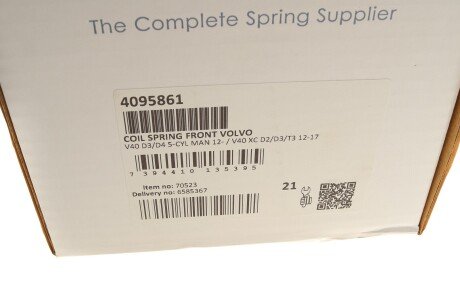 The Complete Spring Supplier
4095861
COIL SPRING FRONT VOLVO
V40 D3/D4 5-CYL MAN 12- / V40 XC D2/D3/T3 12-17
7 394410 135395
Item no: 70523
Delivery no: 6585367
21